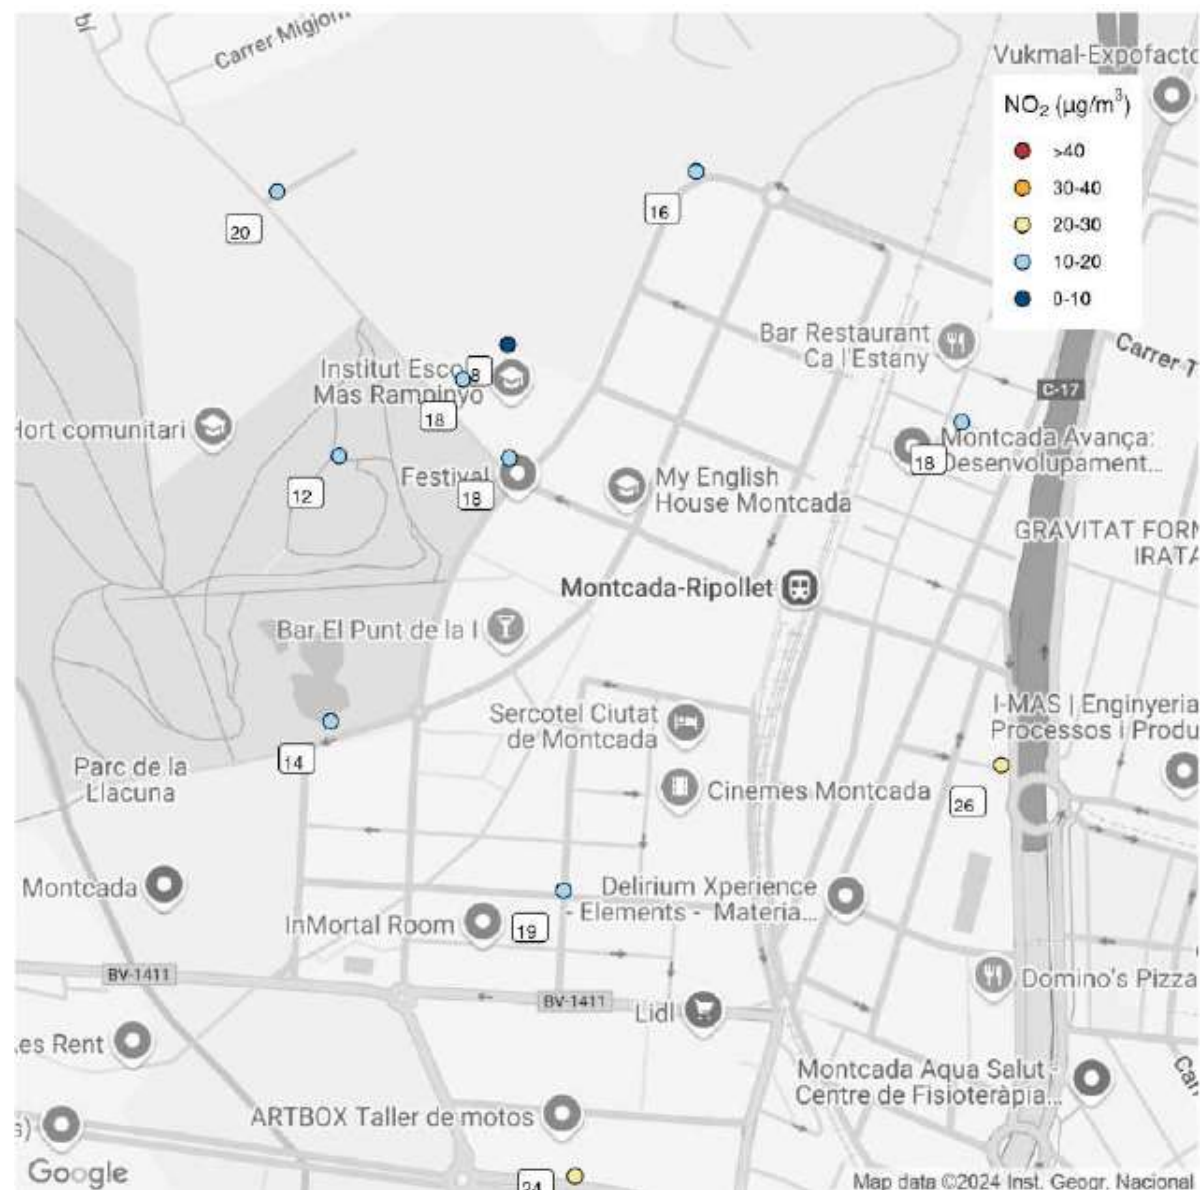 Carrer Migjorn
Vukmal-Expofacto
NO₂ (µg/m³)
>40
30-40
20-30
10-20
0-10
20
16
Bar Restaurant
Ca l'Estany
Carrer T
C-17
Institut Esco
8
Mas Rampinyo
18
Hort comunitari
Festival
18
12
My English
House Montcada
Montcada Avança:
18
Desenvolupament...
GRAVITAT FORM
IRATA
Montcada-Ripollet
Bar El Punt de la I
Sercotel Ciutat
de Montcada
I-MAS | Enginyeria
Processos i Produ
14
Parc de la
Llacuna
Cinemes Montcada
26
Montcada
Delirium Xperience
- Elements - Materia...
InMortal Room
19
BV-1411
BV-1411
Domino's Pizza
Lidl
Les Rent
Montcada Aqua Salut -
Centre de Fisioteràpia...
Car
ARTBOX Taller de motos
s)
Google
24
Map data ©2024 Inst. Geogr. Nacional